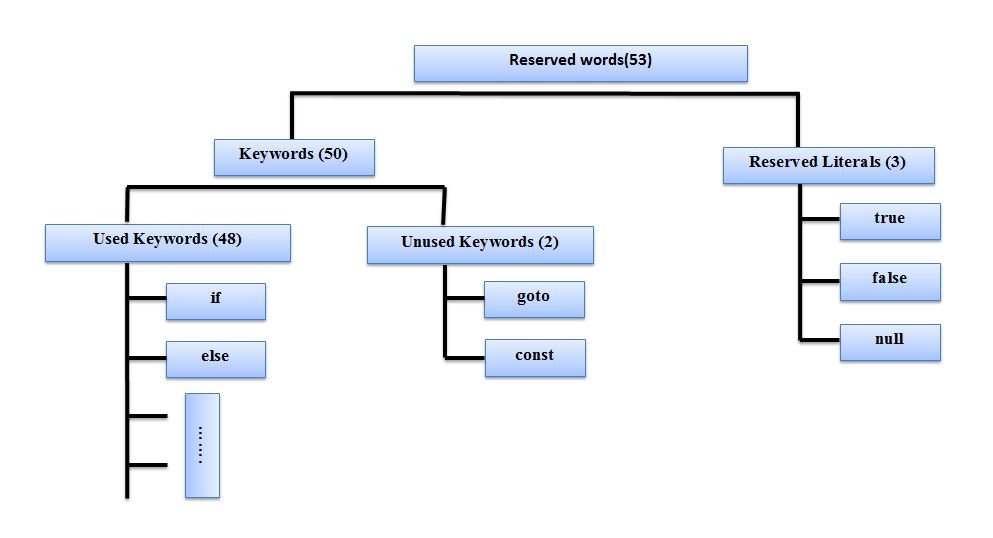 Reserved words(53)
Keywords (50)
Reserved Literals (3)
Used Keywords (48)
Unused Keywords (2)
true
false
null
if
else
.......
goto
const